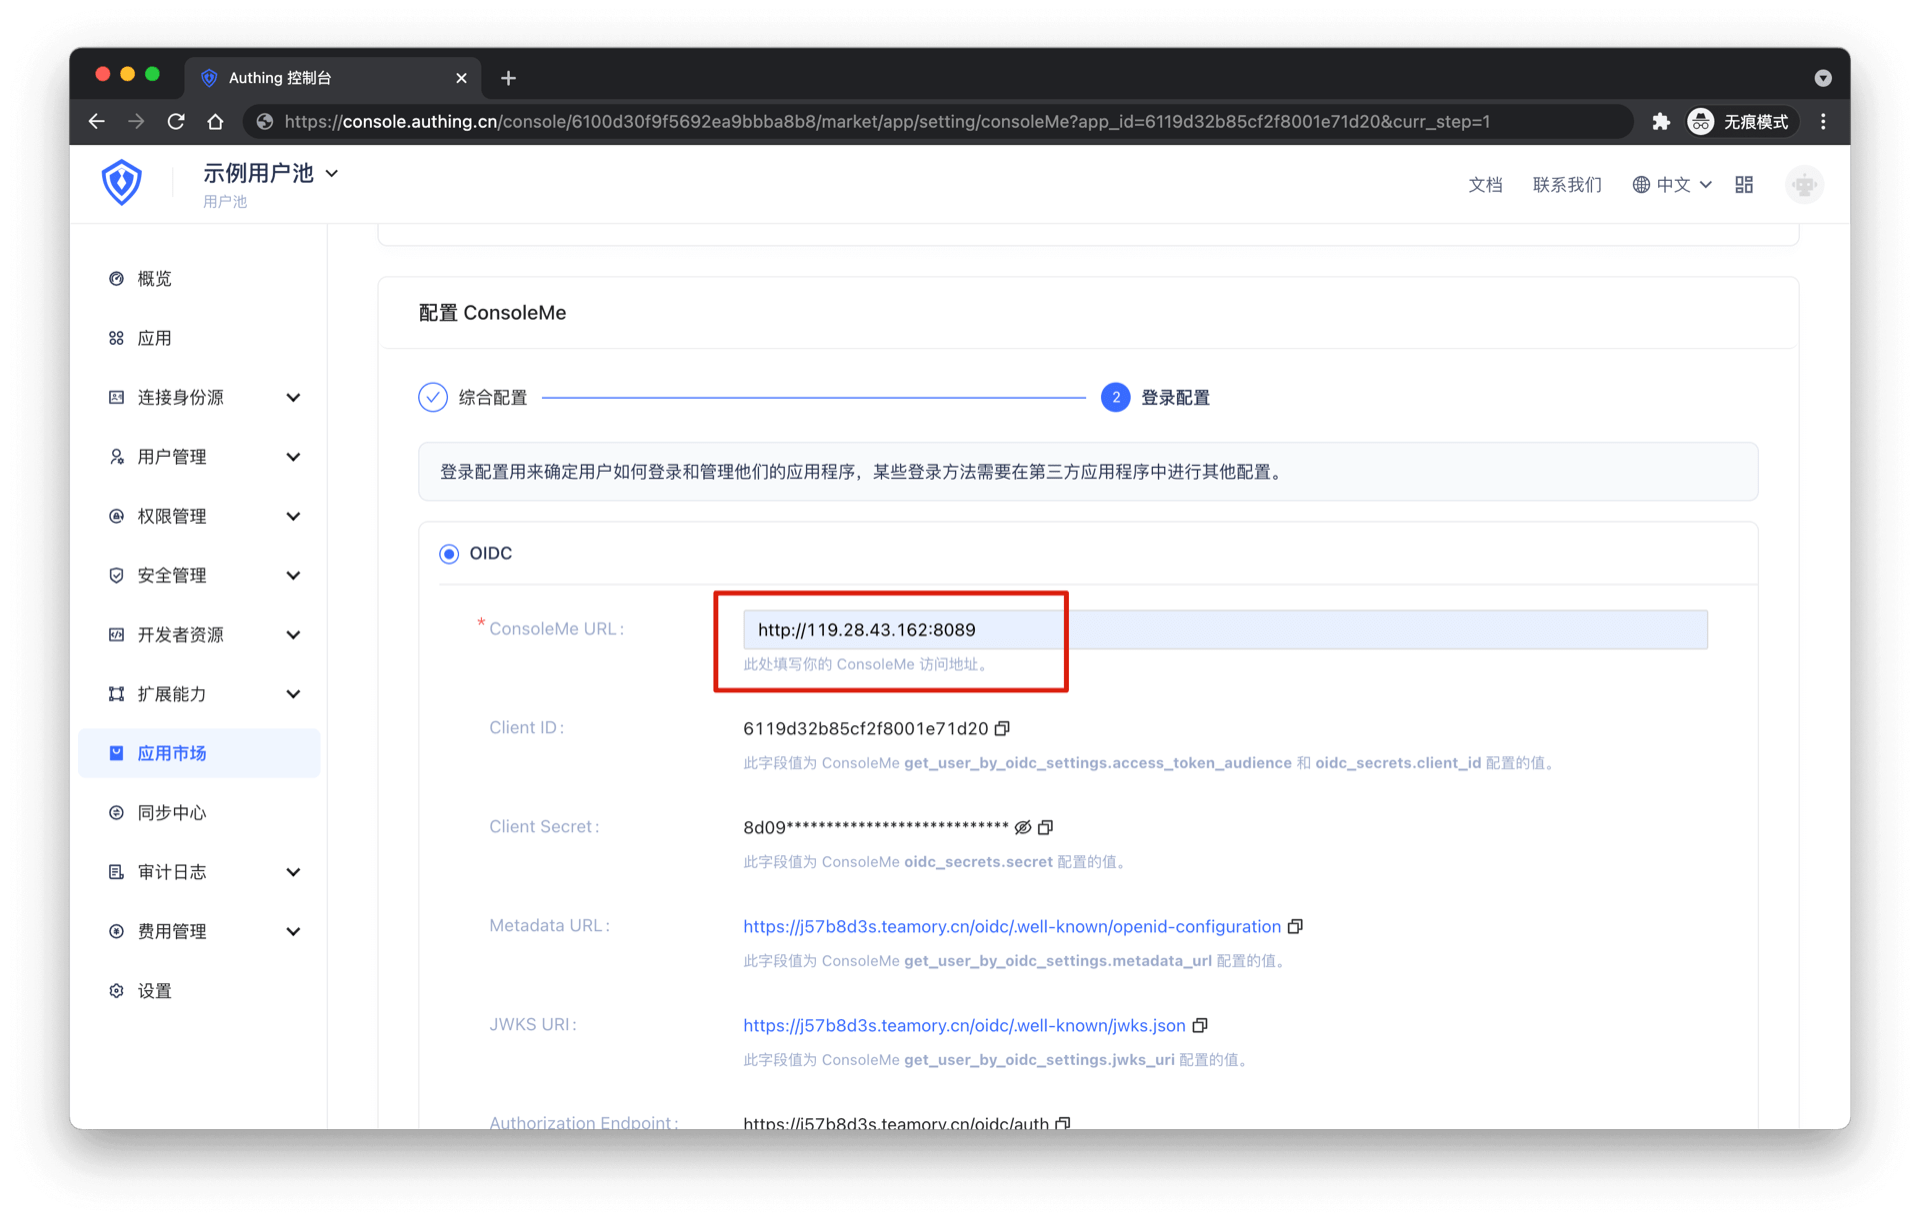 Authing 控制台
https://console.authing.cn/console/6100d30f9f5692ea9bbba8b8/market/app/setting/consoleMe?app_id=6119d32b85cf2f8001e71d20&curr_step=1
无痕模式
示例用户池
用户池
文档
联系我们
中文
概览
应用
连接身份源
用户管理
权限管理
安全管理
开发者资源
扩展能力
应用市场
同步中心
审计日志
费用管理
设置
配置 ConsoleMe
综合配置
2 登录配置
登录配置用来确定用户如何登录和管理他们的应用程序，某些登录方法需要在第三方应用程序中进行其他配置。
OIDC
* ConsoleMe URL : http://119.28.43.162:8089
此处填写你的 ConsoleMe 访问地址。
Client ID : 6119d32b85cf2f8001e71d20
此字段值为 ConsoleMe get_user_by_oidc_settings.access_token_audience 和 oidc_secrets.client_id 配置的值。
Client Secret : 8d09****************************
此字段值为 ConsoleMe oidc_secrets.secret 配置的值。
Metadata URL : https://j57b8d3s.teamory.cn/oidc/.well-known/openid-configuration
此字段值为 ConsoleMe get_user_by_oidc_settings.metadata_url 配置的值。
JWKS URI : https://j57b8d3s.teamory.cn/oidc/.well-known/jwks.json
此字段值为 ConsoleMe get_user_by_oidc_settings.jwks_uri 配置的值。
Authorization Endpoint : https://j57b8d3s.teamory.cn/oidc/auth